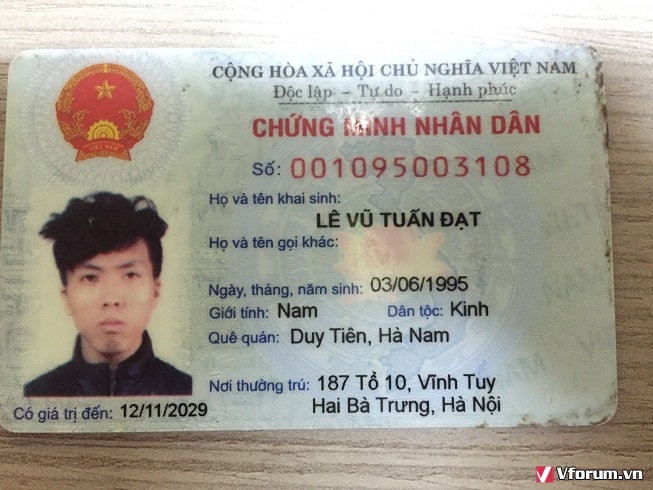 CỘNG HÒA XÃ HỘI CHỦ NGHĨA VIỆT NAM
Độc lập - Tự do - Hạnh phúc
CHỨNG MINH NHÂN DÂN
Số: 001095003108
Họ và tên khai sinh:
LÊ VŨ TUẤN ĐẠT
Họ và tên gọi khác:
Ngày, tháng, năm sinh: 03/06/1995
Giới tính: Nam Dân tộc: Kinh
Quê quán: Duy Tiên, Hà Nam
Nơi thường trú: 187 Tổ 10, Vĩnh Tuy
Hai Bà Trưng, Hà Nội
Có giá trị đến: 12/11/2029
VIỆT NAM
Vforum.vn